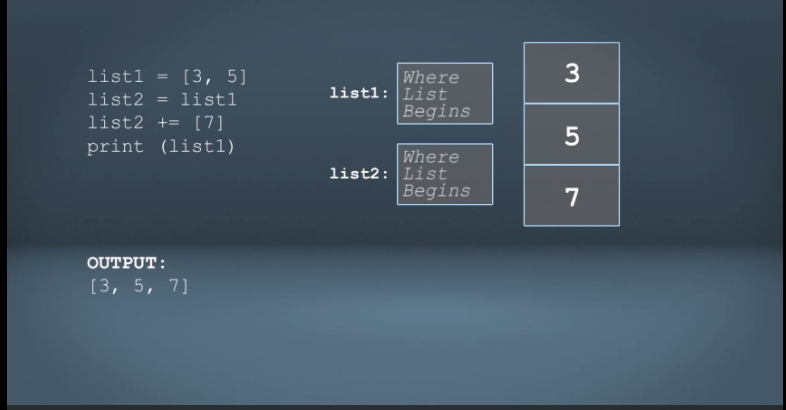 list1 = [3, 5]
list2 = list1
list2 += [7]
print (list1)
list1:
Where
List
Begins
list2:
Where
List
Begins
3
5
7
OUTPUT:
[3, 5, 7]